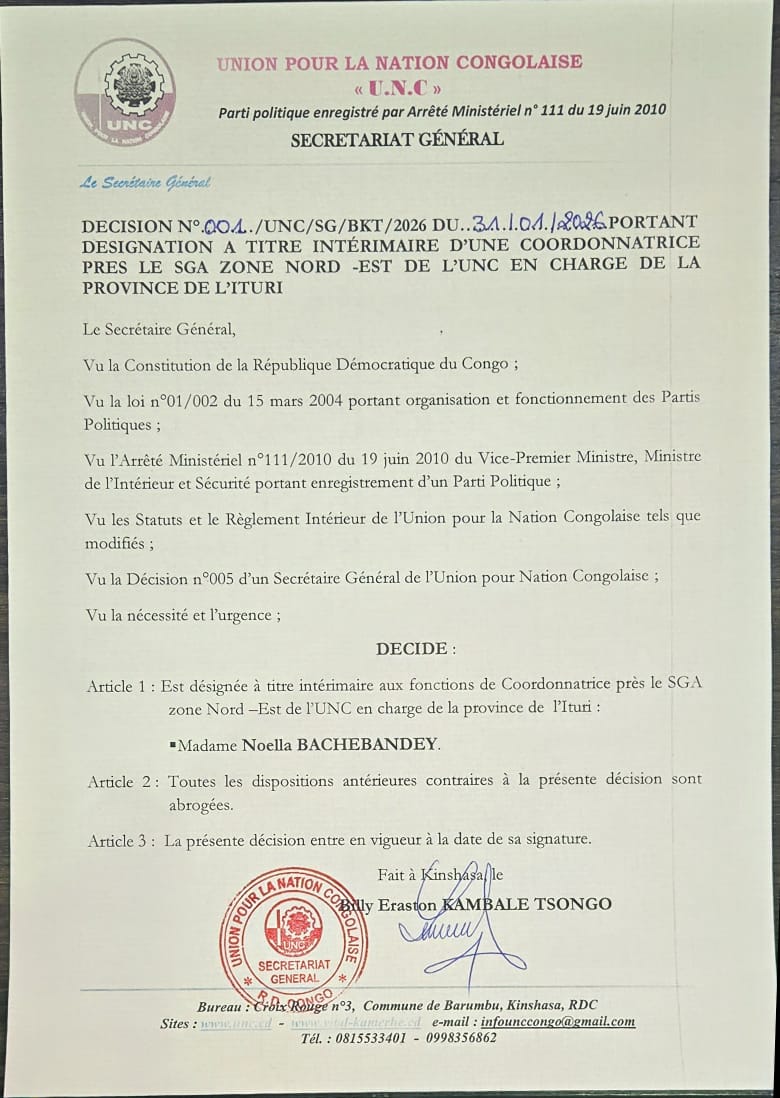 UNC
UNION POUR LA NATION CONGOLAISE
UNION POUR LA NATION CONGOLAISE
« U.N.C »
Parti politique enregistré par Arrêté Ministériel n° 111 du 19 juin 2010
SECRETARIAT GÉNÉRAL
Le Secrétaire Général
DECISION N°.001./UNC/SG/BKT/2026 DU..31.I.01./2026 PORTANT
DESIGNATION A TITRE INTÉRIMAIRE D'UNE COORDONNATRICE
PRES LE SGA ZONE NORD -EST DE L'UNC EN CHARGE DE LA
PROVINCE DE L'ITURI
Le Secrétaire Général,
Vu la Constitution de la République Démocratique du Congo ;
Vu la loi n°01/002 du 15 mars 2004 portant organisation et fonctionnement des Partis
Politiques ;
Vu l'Arrêté Ministériel n°111/2010 du 19 juin 2010 du Vice-Premier Ministre, Ministre
de l'Intérieur et Sécurité portant enregistrement d'un Parti Politique ;
Vu les Statuts et le Règlement Intérieur de l'Union pour la Nation Congolaise tels que
modifiés ;
Vu la Décision n°005 d'un Secrétaire Général de l'Union pour Nation Congolaise ;
Vu la nécessité et l'urgence ;
DECIDE :
Article 1 : Est désignée à titre intérimaire aux fonctions de Coordonnatrice près le SGA
zone Nord –Est de l'UNC en charge de la province de l'Ituri :
▪Madame Noella BACHEBANDEY.
Article 2 : Toutes les dispositions antérieures contraires à la présente décision sont
abrogées.
Article 3 : La présente décision entre en vigueur à la date de sa signature.
Fait à Kinshasa, le
Billy Eraston KAMBALE TSONGO
UNION POUR LA NATION CONGOLAISE
UNC
SECRETARIAT
GENERAL
* R.D. CONGO *
Bureau : Croix Rouge n°3, Commune de Barumbu, Kinshasa, RDC
Sites : www.unc.cd - www.vital-kamerhe.cd e-mail : infounccongo@gmail.com
Tél. : 0815533401 - 0998356862